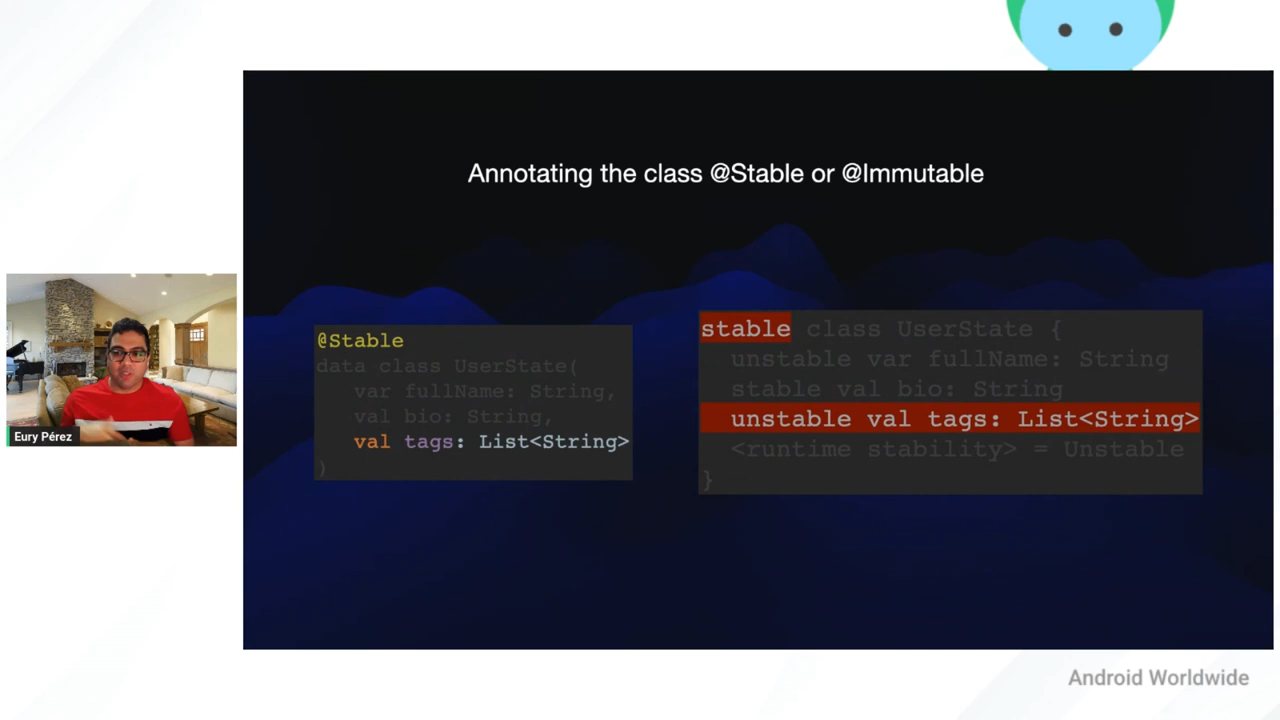 Annotating the class @Stable or @Immutable
@Stable
data class UserState(
var fullName: String,
val bio: String,
val tags: List<String>
)
stable class UserState {
unstable var fullName: String
stable val bio: String
unstable val tags: List<String>
<runtime stability> = Unstable
}
Eury Pérez
Android Worldwide